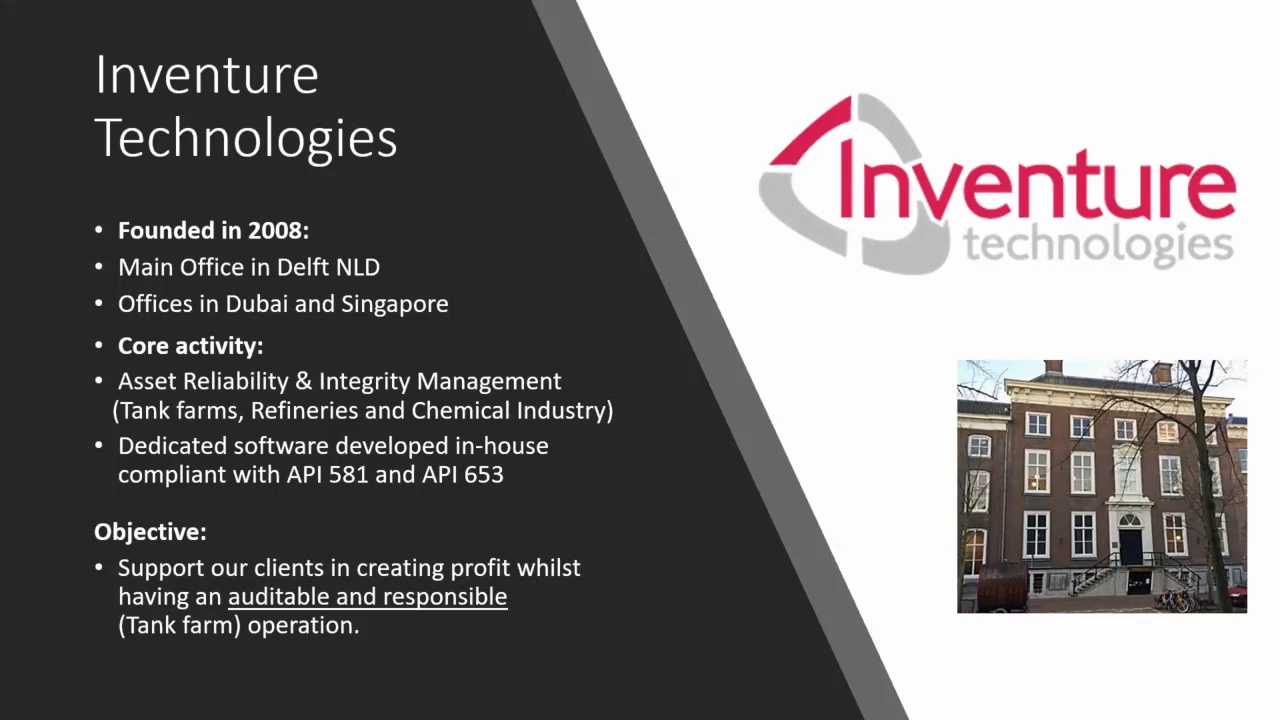 Inventure
Technologies
• Founded in 2008:
• Main Office in Delft NLD
• Offices in Dubai and Singapore
• Core activity:
• Asset Reliability & Integrity Management
(Tank farms, Refineries and Chemical Industry)
• Dedicated software developed in-house
compliant with API 581 and API 653
Objective:
• Support our clients in creating profit whilst
having an auditable and responsible
(Tank farm) operation.
Inventure
technologies